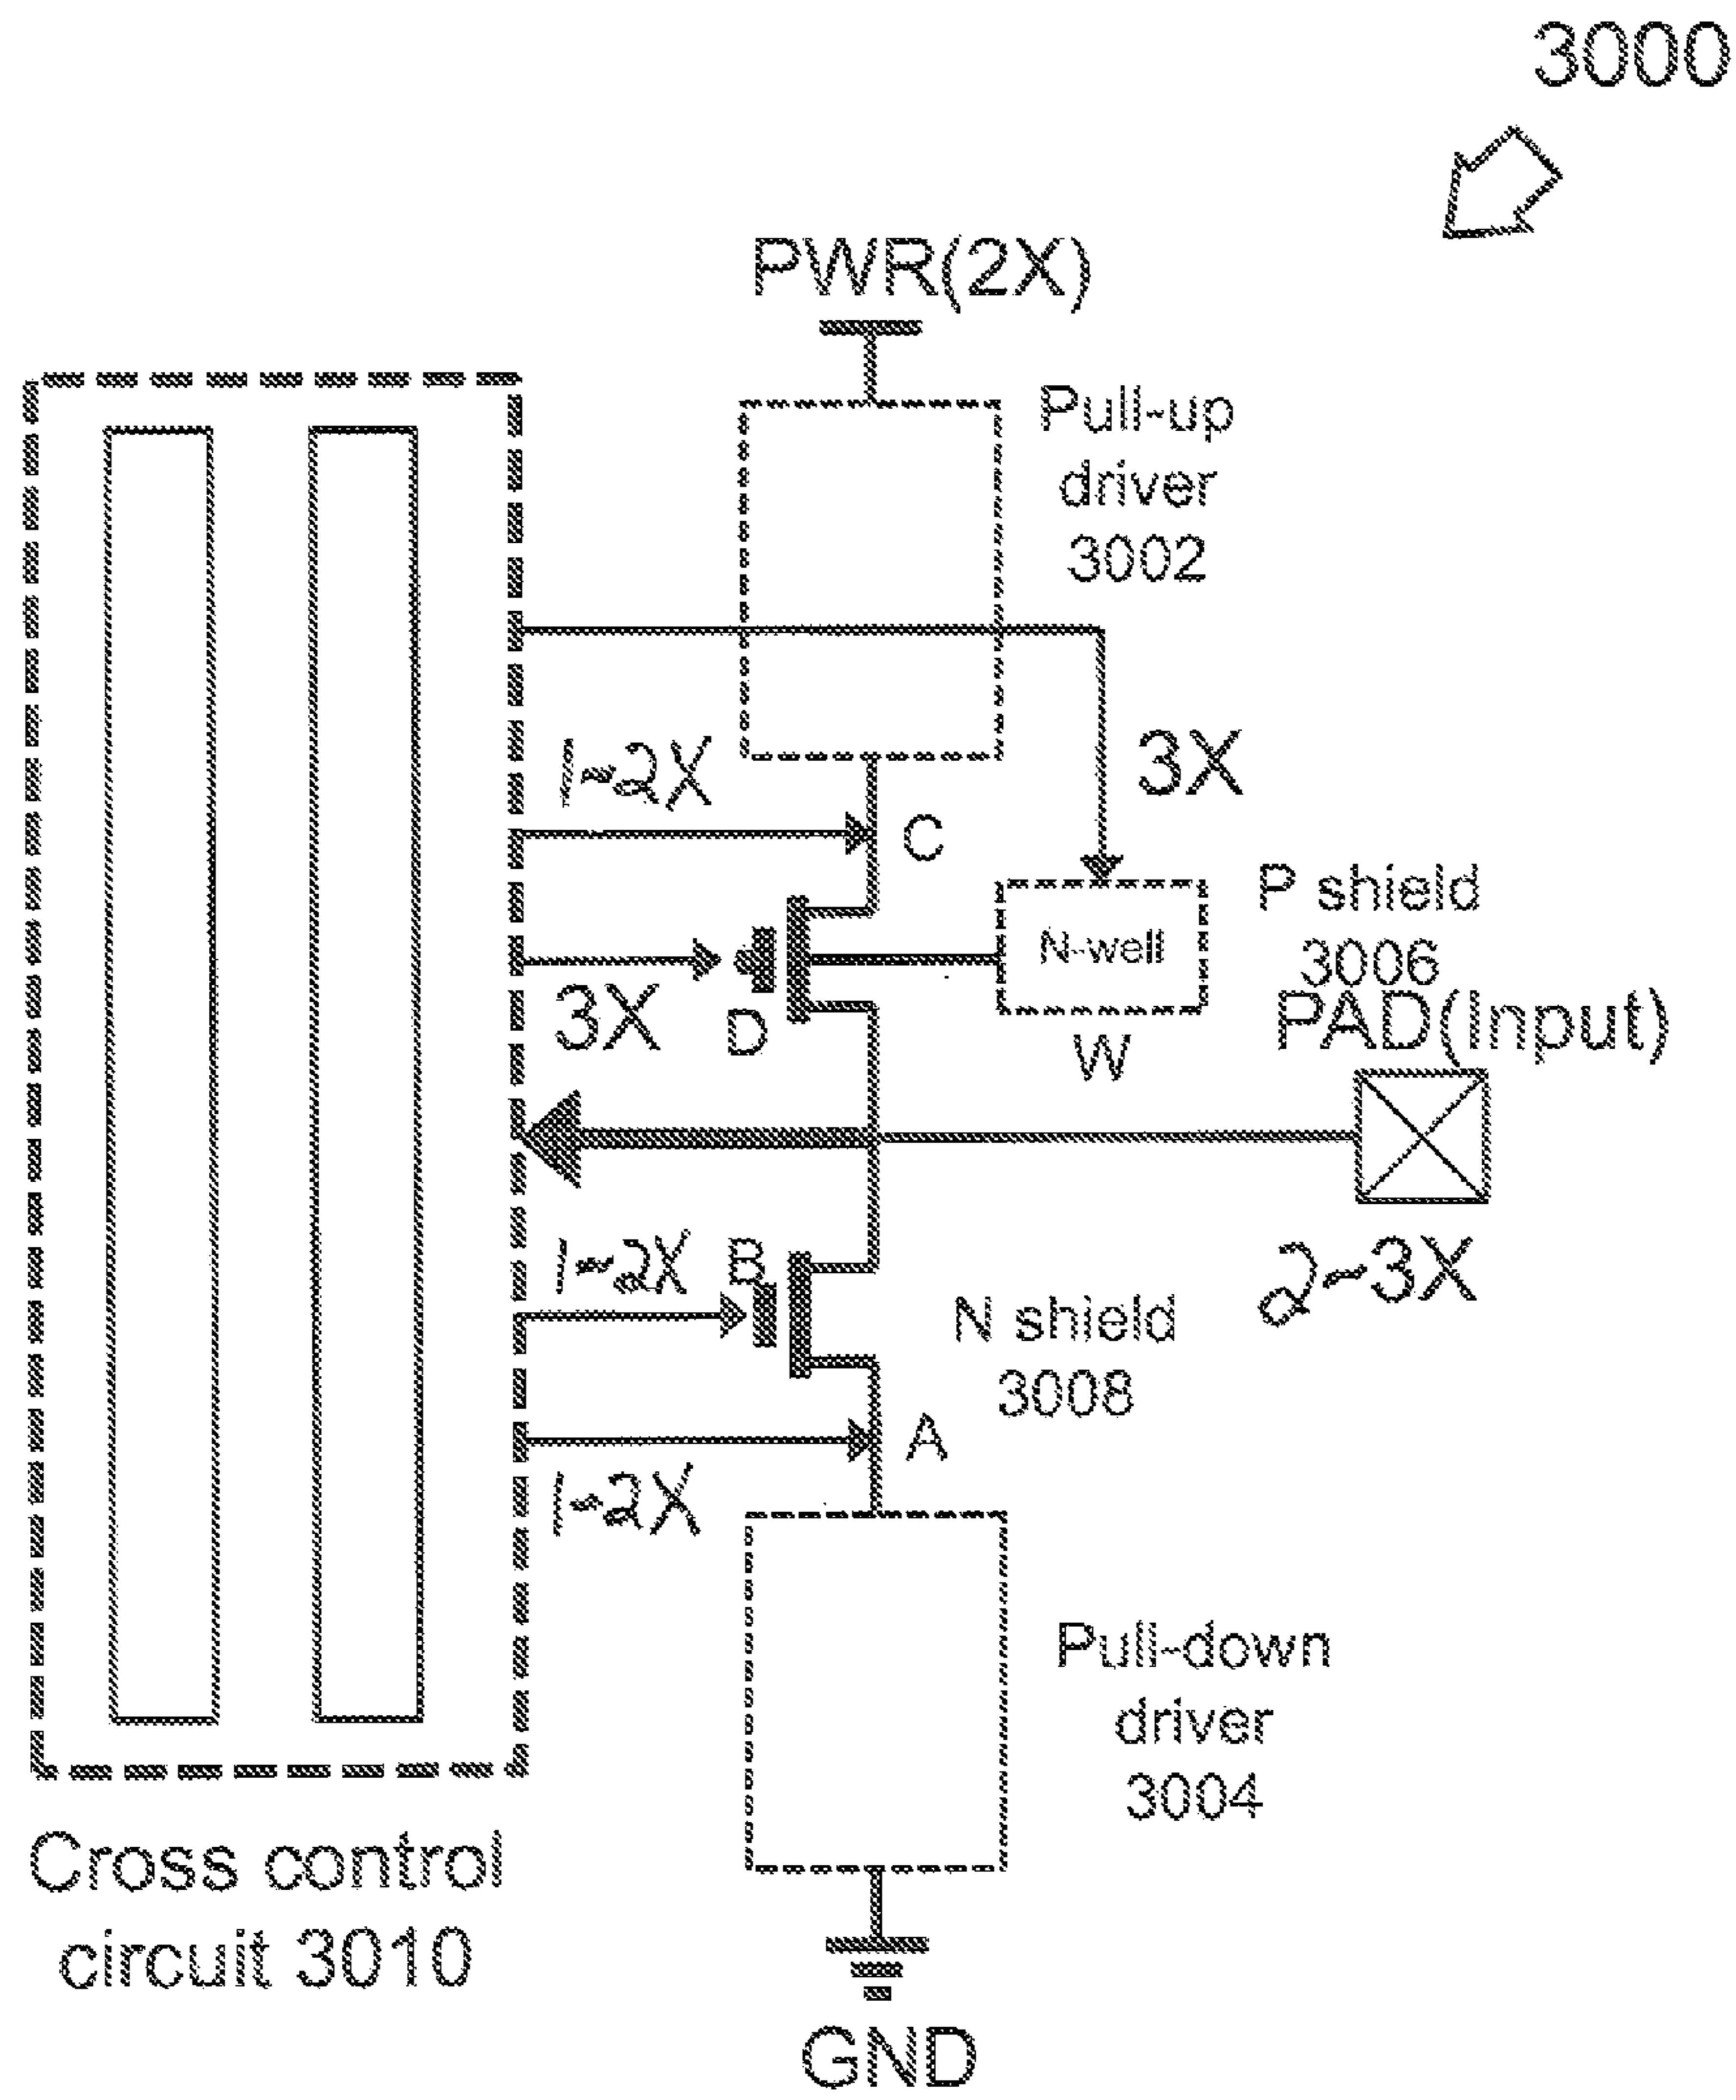 3000
PWR(2X)
Pull-up
driver
3002
1~2X
3X
C
P shield
3006
N-well
3X
D
W
PAD(Input)
1~2X
B
2~3X
N shield
3008
A
1~2X
Pull-down
driver
3004
Cross control
circuit 3010
GND